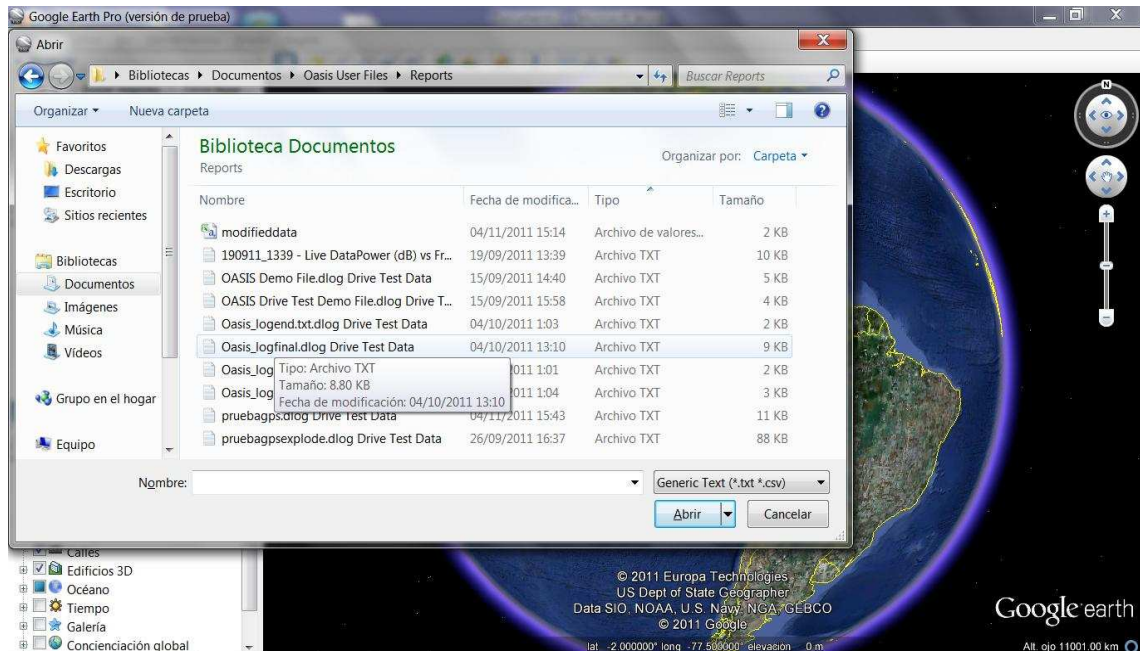 Google Earth Pro (versión de prueba)
Abrir
Bibliotecas ▸ Documentos ▸ Oasis User Files ▸ Reports
Buscar Reports
Organizar
Nueva carpeta
Favoritos
Descargas
Escritorio
Sitios recientes
Bibliotecas
Documentos
Imágenes
Música
Vídeos
Grupo en el hogar
Equipo
Biblioteca Documentos
Reports
Organizar por: Carpeta
Nombre Fecha de modifica... Tipo Tamaño
modifieddata 04/11/2011 15:14 Archivo de valores... 2 KB
190911_1339 - Live DataPower (dB) vs Fr... 19/09/2011 13:39 Archivo TXT 10 KB
OASIS Demo File.dlog Drive Test Data 15/09/2011 14:40 Archivo TXT 5 KB
OASIS Drive Test Demo File.dlog Drive T... 15/09/2011 15:58 Archivo TXT 4 KB
Oasis_logend.txt.dlog Drive Test Data 04/10/2011 1:03 Archivo TXT 2 KB
Oasis_logfinal.dlog Drive Test Data 04/10/2011 13:10 Archivo TXT 9 KB
Oasis_log 2011 1:01 Archivo TXT 2 KB
Oasis_log 2011 1:04 Archivo TXT 3 KB
pruebagps.dlog Drive Test Data 04/11/2011 15:43 Archivo TXT 11 KB
pruebagpsexplode.dlog Drive Test Data 26/09/2011 16:37 Archivo TXT 88 KB
Tipo: Archivo TXT
Tamaño: 8.80 KB
Fecha de modificación: 04/10/2011 13:10
Nombre:
Generic Text (*.txt *.csv)
Abrir
Cancelar
Calles
Edificios 3D
Océano
Tiempo
Galería
Concienciación global
N
© 2011 Europa Technologies
US Dept of State Geographer
Data SIO, NOAA, U.S. Navy, NGA, GEBCO
© 2011 Google
Google earth
lat -2.000000° long -77.500000° elevación 0 m
Alt. ojo 11001.00 km